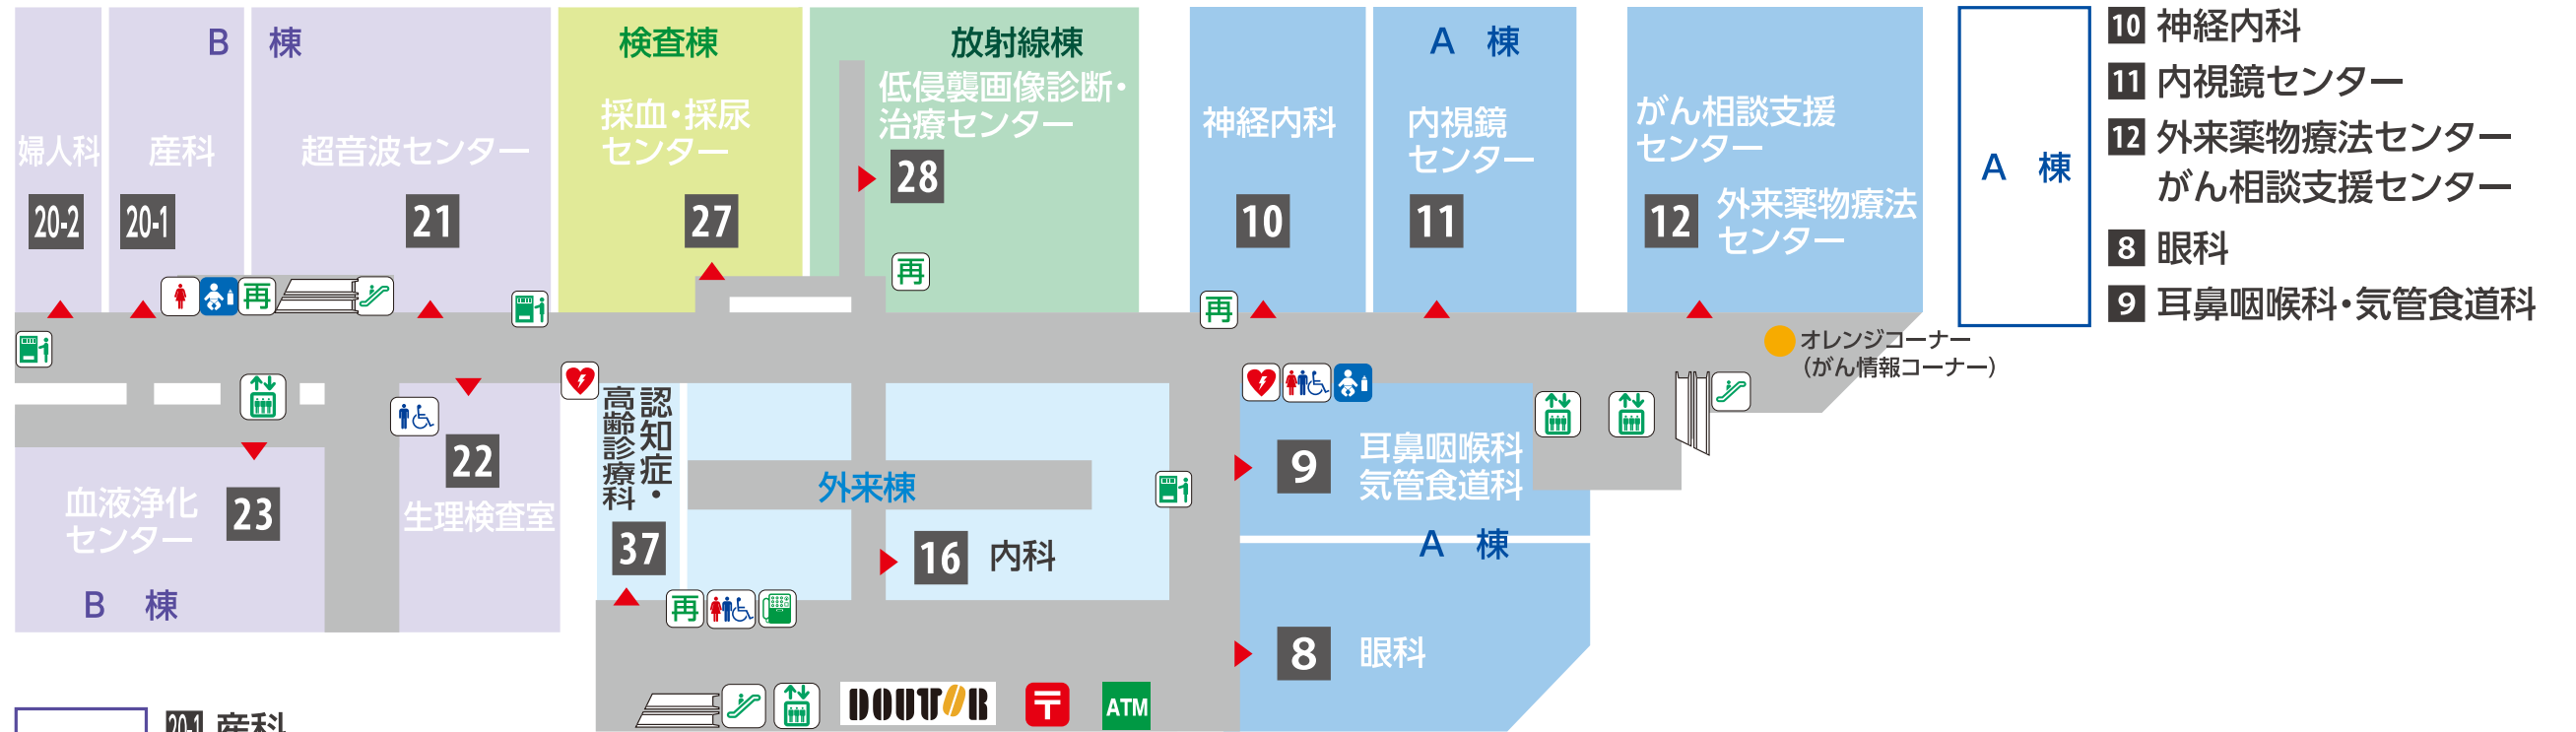 B 棟
婦人科
20-2
産科
20-1
超音波センター
21
検査棟
採血・採尿
センター
27
放射線棟
低侵襲画像診断・
治療センター
28
再
再
A 棟
神経内科
10
内視鏡
センター
11
がん相談支援
センター
12
外来薬物療法
センター
再
オレンジコーナー
(がん情報コーナー)
血液浄化
センター
23
B 棟
22
生理検査室
認知症・
高齢診療科
37
外来棟
16
内科
再
DOUTOR
〒
ATM
9
耳鼻咽喉科
気管食道科
A 棟
8
眼科
A 棟
10 神経内科
11 内視鏡センター
12 外来薬物療法センター
がん相談支援センター
8 眼科
9 耳鼻咽喉科・気管食道科
20-1 産科